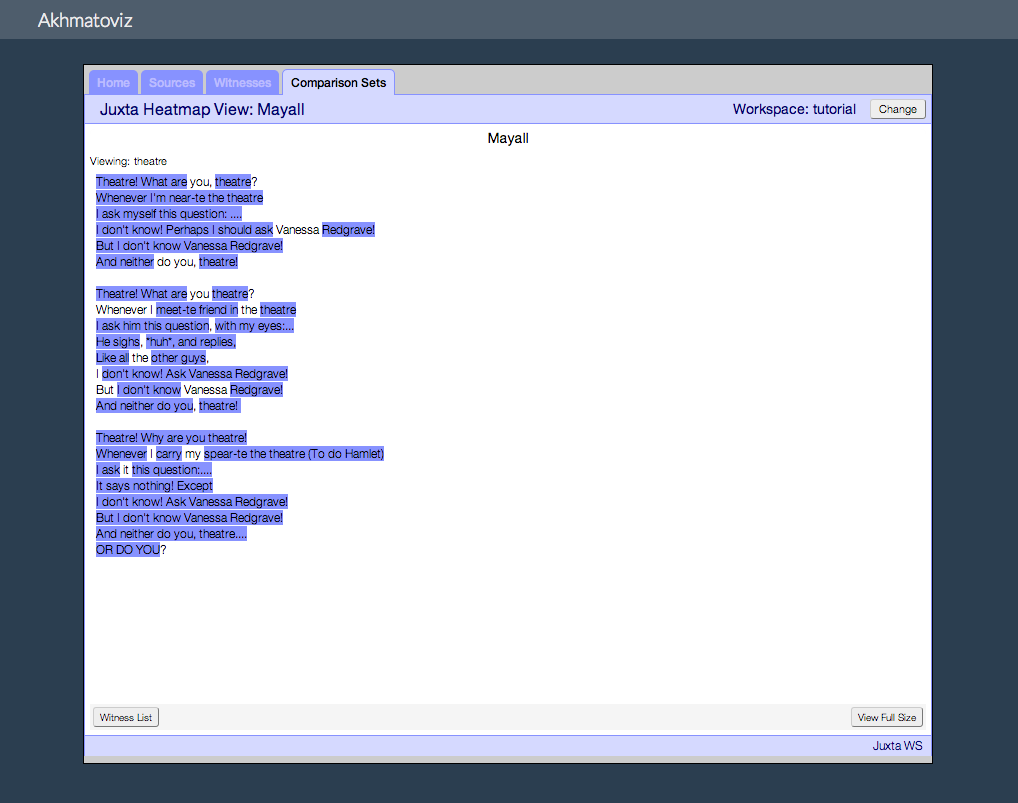 Akhmatoviz
Home Sources Witnesses Comparison Sets
Juxta Heatmap View: Mayall Workspace: tutorial Change
Mayall
Viewing: theatre
Theatre! What are you, theatre?
Whenever I'm near-te the theatre
I ask myself this question: ....
I don't know! Perhaps I should ask Vanessa Redgrave!
But I don't know Vanessa Redgrave!
And neither do you, theatre!
Theatre! What are you theatre?
Whenever I meet-te friend in the theatre
I ask him this question, with my eyes:...
He sighs, *huh*, and replies,
Like all the other guys,
I don't know! Ask Vanessa Redgrave!
But I don't know Vanessa Redgrave!
And neither do you, theatre!
Theatre! Why are you theatre!
Whenever I carry my spear-te the theatre (To do Hamlet)
I ask it this question:....
It says nothing! Except
I don't know! Ask Vanessa Redgrave!
But I don't know Vanessa Redgrave!
And neither do you, theatre....
OR DO YOU?
Witness List View Full Size
Juxta WS